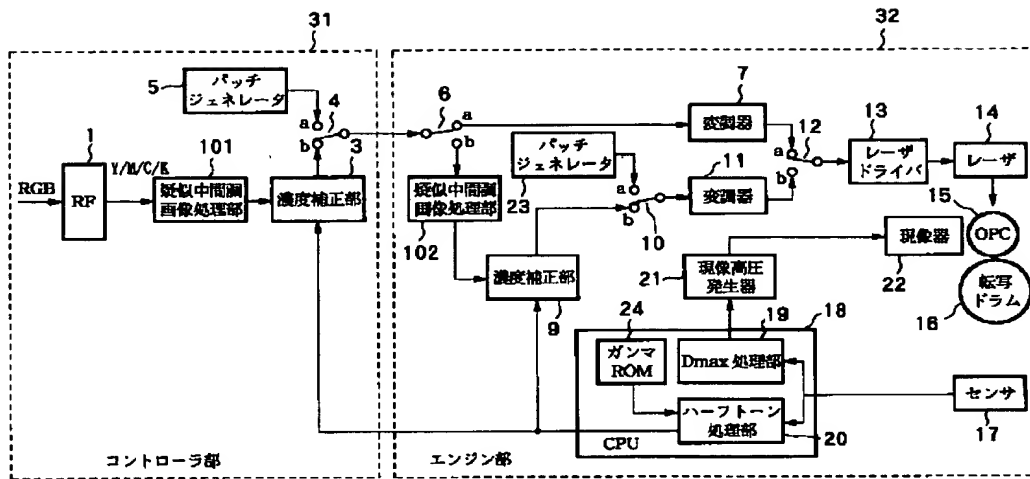 31
32
5
パッチ
ジェネレータ
4
a
b
6
a
b
7
変調器
12
a
b
13
レーザ
ドライバ
14
レーザ
1
RGB
RF
Y/M/C/K
101
疑似中間調
画像処理部
3
濃度補正部
パッチ
ジェネレータ
23
a
b
10
11
変調器
疑似中間調
画像処理部
102
濃度補正部
9
15
OPC
現像器
22
転写
ドラム
16
現像高圧
発生器
21
24
ガンマ
ROM
19
18
Dmax 処理部
ハーフトーン
処理部
20
CPU
センサ
17
コントローラ部
エンジン部